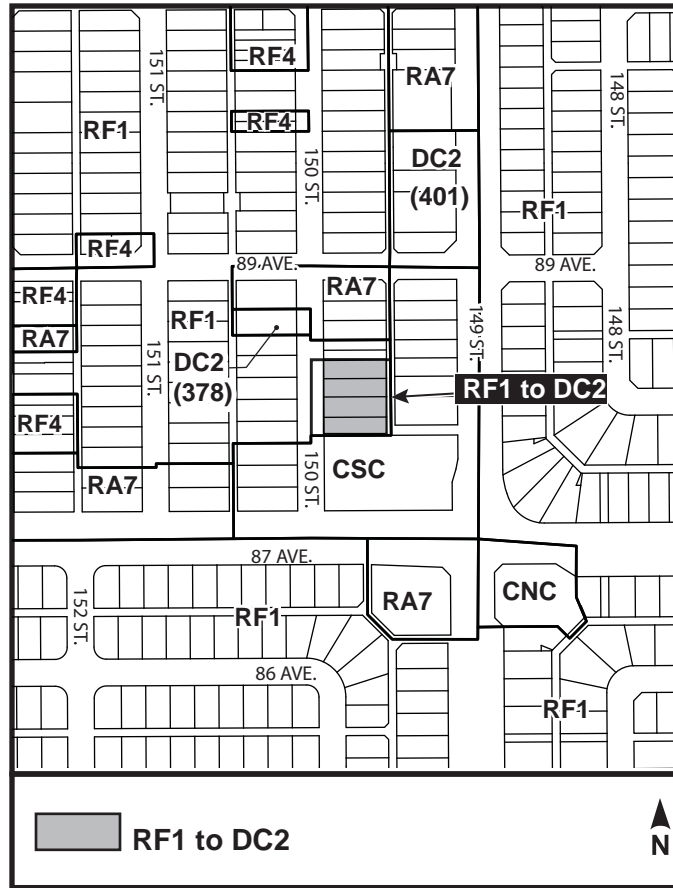 RF4
151 ST.
RA7
148 ST.
RF1
RF4
150 ST.
DC2
(401)
RF1
RF4
89 AVE.
89 AVE.
RF4
RA7
RF1
149 ST.
148 ST.
RA7
151 ST.
DC2
(378)
RF1 to DC2
RF4
150 ST.
CSC
RA7
87 AVE.
152 ST.
RF1
RA7
CNC
86 AVE.
RF1
RF1 to DC2
N